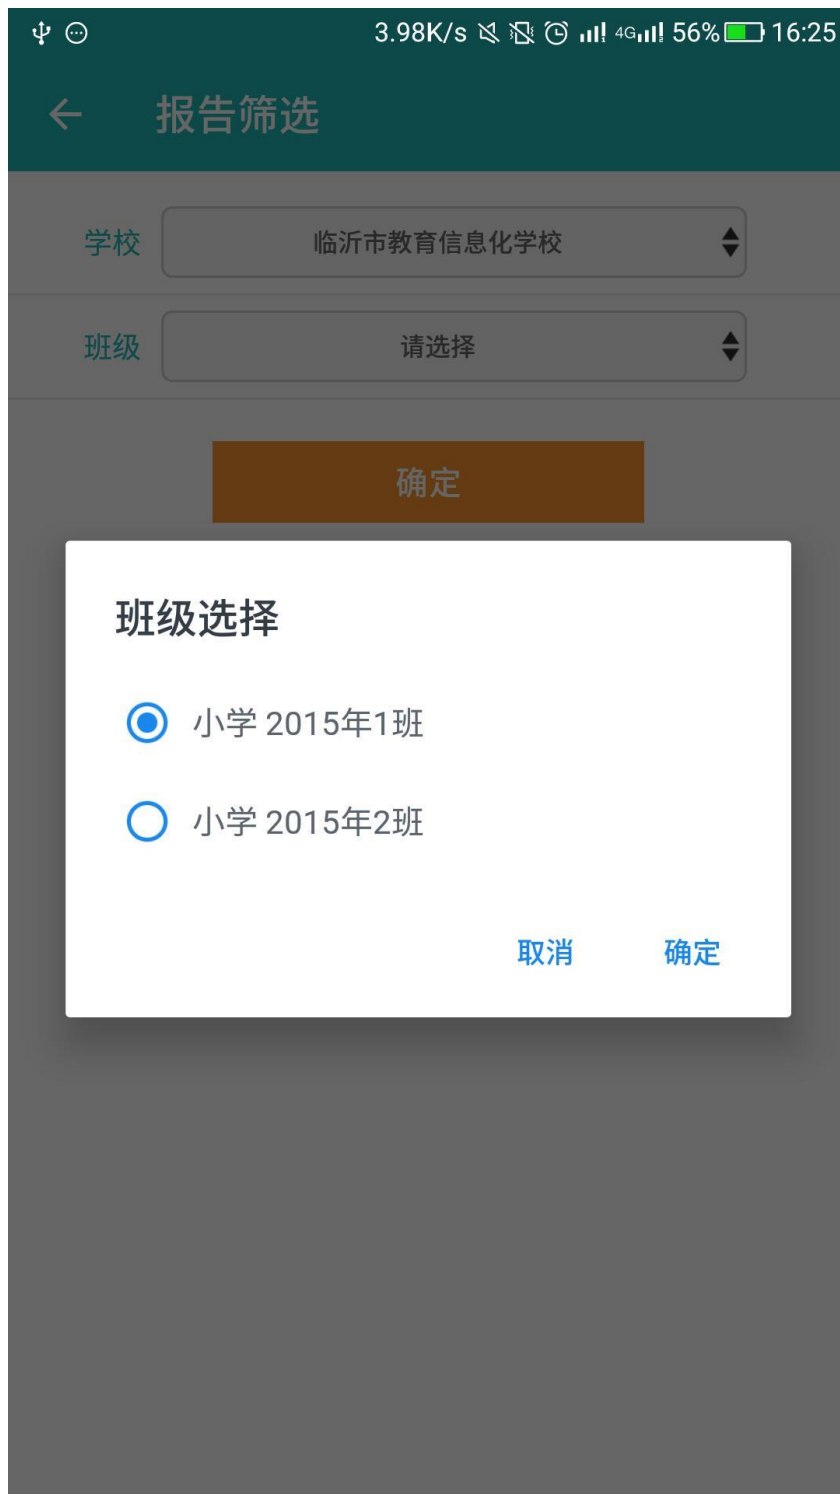 3.98K/s 4G 56% 16:25
报告筛选
学校 临沂市教育信息化学校
班级 请选择
确定
班级选择
小学 2015年1班
小学 2015年2班
取消 确定